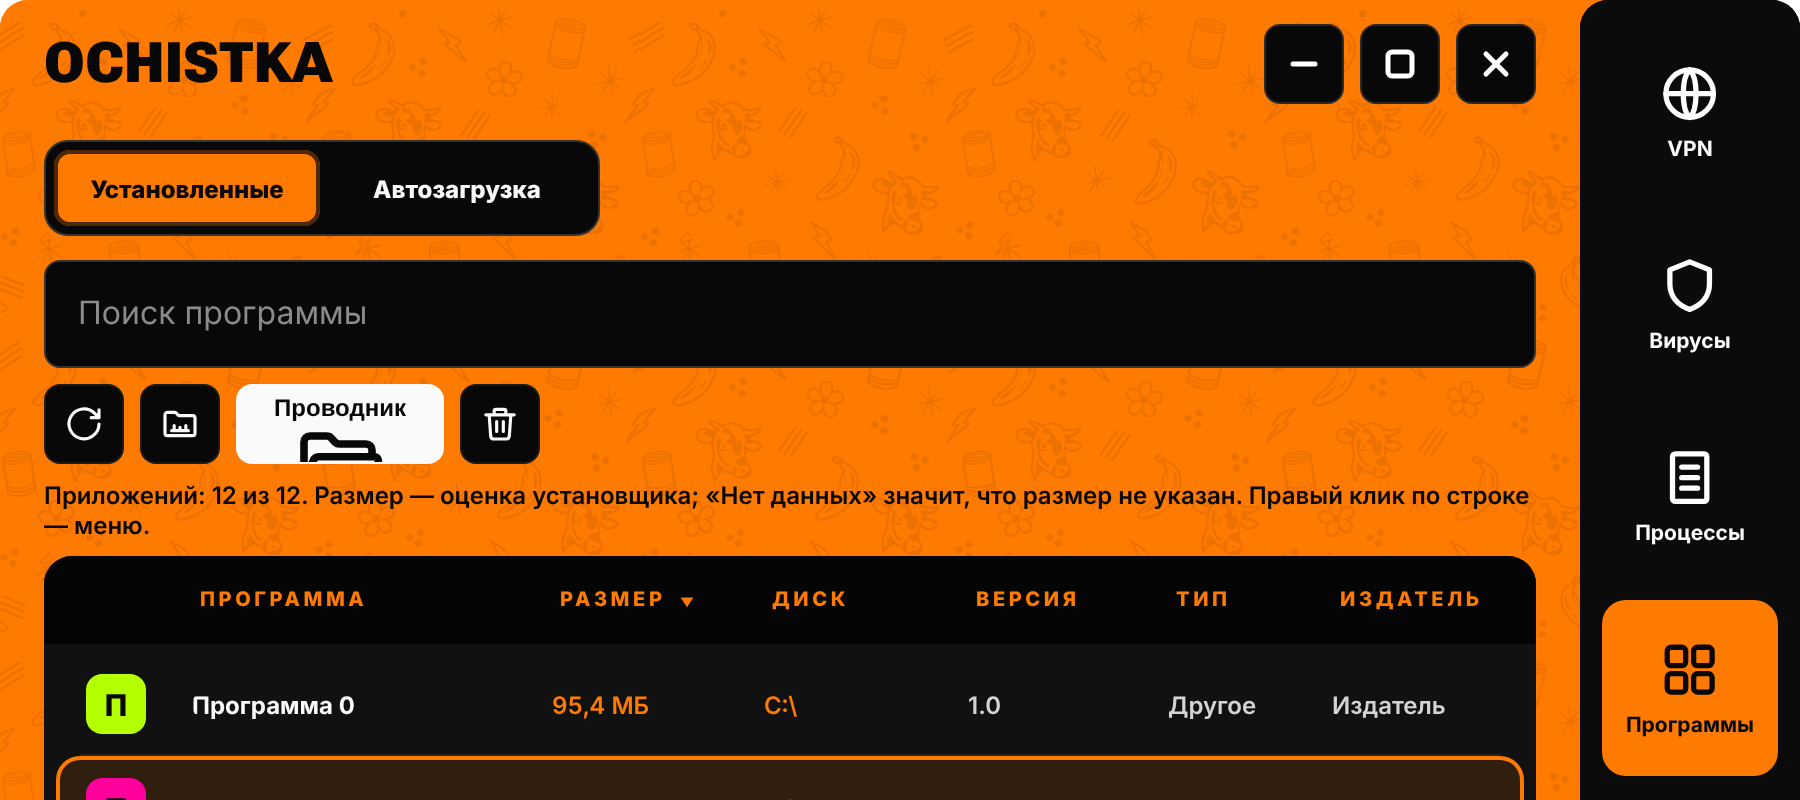 OCHISTKA
VPN
Установленные
Автозагрузка
Поиск программы
Вирусы
Проводник
Приложений: 12 из 12. Размер — оценка установщика; «Нет данных» значит, что размер не указан. Правый клик по строке
— меню.
Процессы
ПРОГРАММА РАЗМЕР ▼ ДИСК ВЕРСИЯ ТИП ИЗДАТЕЛЬ
П Программа 0 95,4 МБ C:\ 1.0 Другое Издатель
Программы